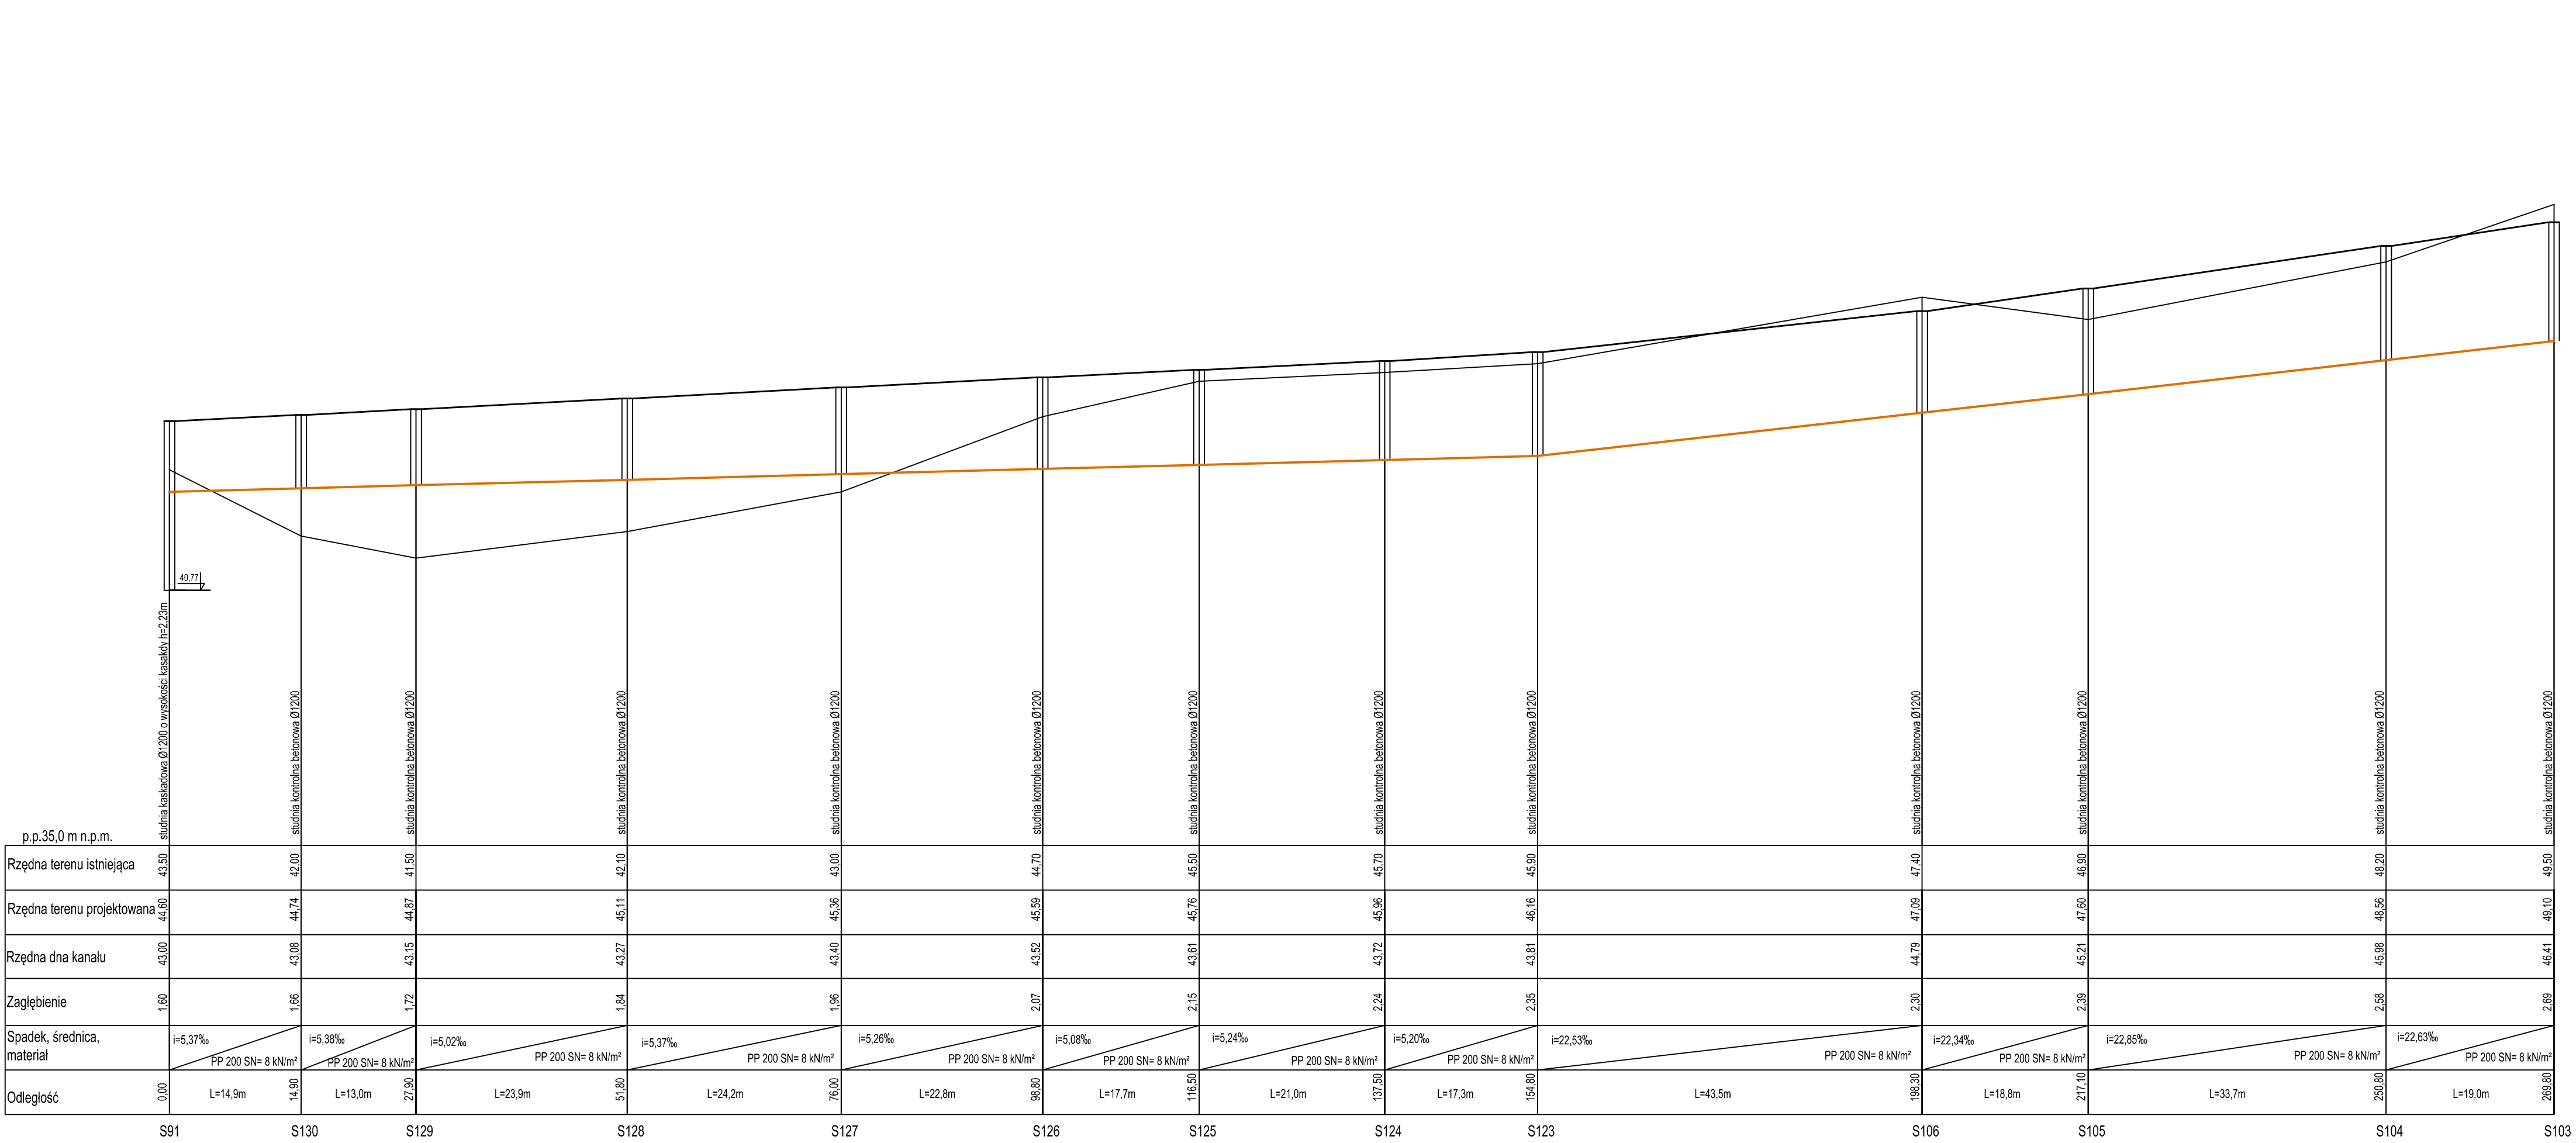 40,77
studnia kaskadowa Ø1200 o wysokości kasakdy h=2,23m
studnia kontrolna betonowa Ø1200
studnia kontrolna betonowa Ø1200
studnia kontrolna betonowa Ø1200
studnia kontrolna betonowa Ø1200
studnia kontrolna betonowa Ø1200
studnia kontrolna betonowa Ø1200
studnia kontrolna betonowa Ø1200
studnia kontrolna betonowa Ø1200
studnia kontrolna betonowa Ø1200
studnia kontrolna betonowa Ø1200
studnia kontrolna betonowa Ø1200
studnia kontrolna betonowa Ø1200
p.p.35,0 m n.p.m.
Rzędna terenu istniejąca 43,50 42,00 41,50 42,10 43,00 44,70 45,50 45,70 45,90 47,40 46,90 48,20 49,50
Rzędna terenu projektowana 44,60 44,74 44,87 45,11 45,36 45,59 45,76 45,96 46,16 47,09 47,60 48,56 49,10
Rzędna dna kanału 43,00 43,08 43,15 43,27 43,40 43,52 43,61 43,72 43,81 44,79 45,21 45,98 46,41
Zagłębienie 1,60 1,66 1,72 1,84 1,96 2,07 2,15 2,24 2,35 2,30 2,39 2,58 2,69
Spadek, średnica,
materiał
i=5,37‰ i=5,38‰ i=5,02‰ i=5,37‰ i=5,26‰ i=5,08‰ i=5,24‰ i=5,20‰ i=22,53‰ i=22,34‰ i=22,85‰ i=22,63‰
PP 200 SN= 8 kN/m² PP 200 SN= 8 kN/m² PP 200 SN= 8 kN/m² PP 200 SN= 8 kN/m² PP 200 SN= 8 kN/m² PP 200 SN= 8 kN/m² PP 200 SN= 8 kN/m² PP 200 SN= 8 kN/m² PP 200 SN= 8 kN/m² PP 200 SN= 8 kN/m² PP 200 SN= 8 kN/m² PP 200 SN= 8 kN/m²
Odległość 0.00 L=14,9m 14,90 L=13,0m 27,90 L=23,9m 51,80 L=24,2m 76,00 L=22,8m 98,80 L=17,7m 116,50 L=21,0m 137,50 L=17,3m 154,80 L=43,5m 198,30 L=18,8m 217,10 L=33,7m 250,80 L=19,0m 269,80
S91 S130 S129 S128 S127 S126 S125 S124 S123 S106 S105 S104 S103